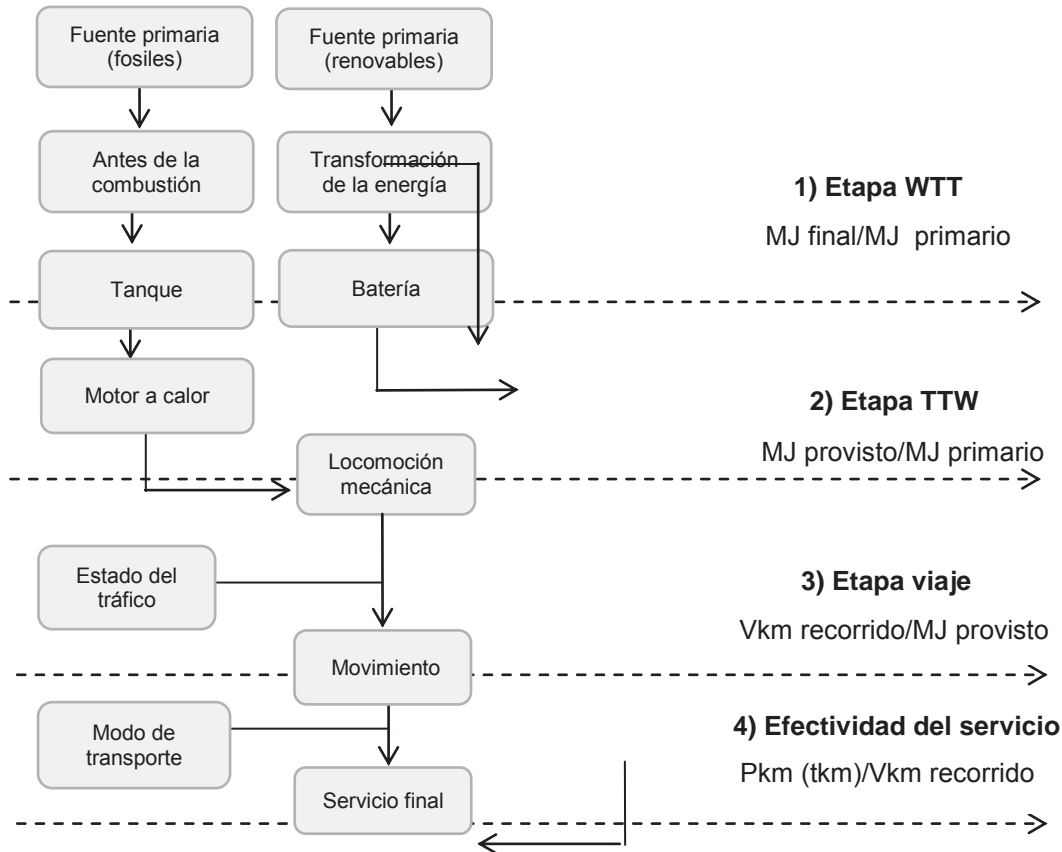 Fuente primaria
(fosiles)
Fuente primaria
(renovables)
Antes de la
combustión
Transformación
de la energía
1) Etapa WTT
MJ final/MJ primario
Tanque
Batería
Motor a calor
2) Etapa TTW
MJ provisto/MJ primario
Locomoción
mecánica
Estado del
tráfico
3) Etapa viaje
Vkm recorrido/MJ provisto
Movimiento
Modo de
transporte
4) Efectividad del servicio
Pkm (tkm)/Vkm recorrido
Servicio final